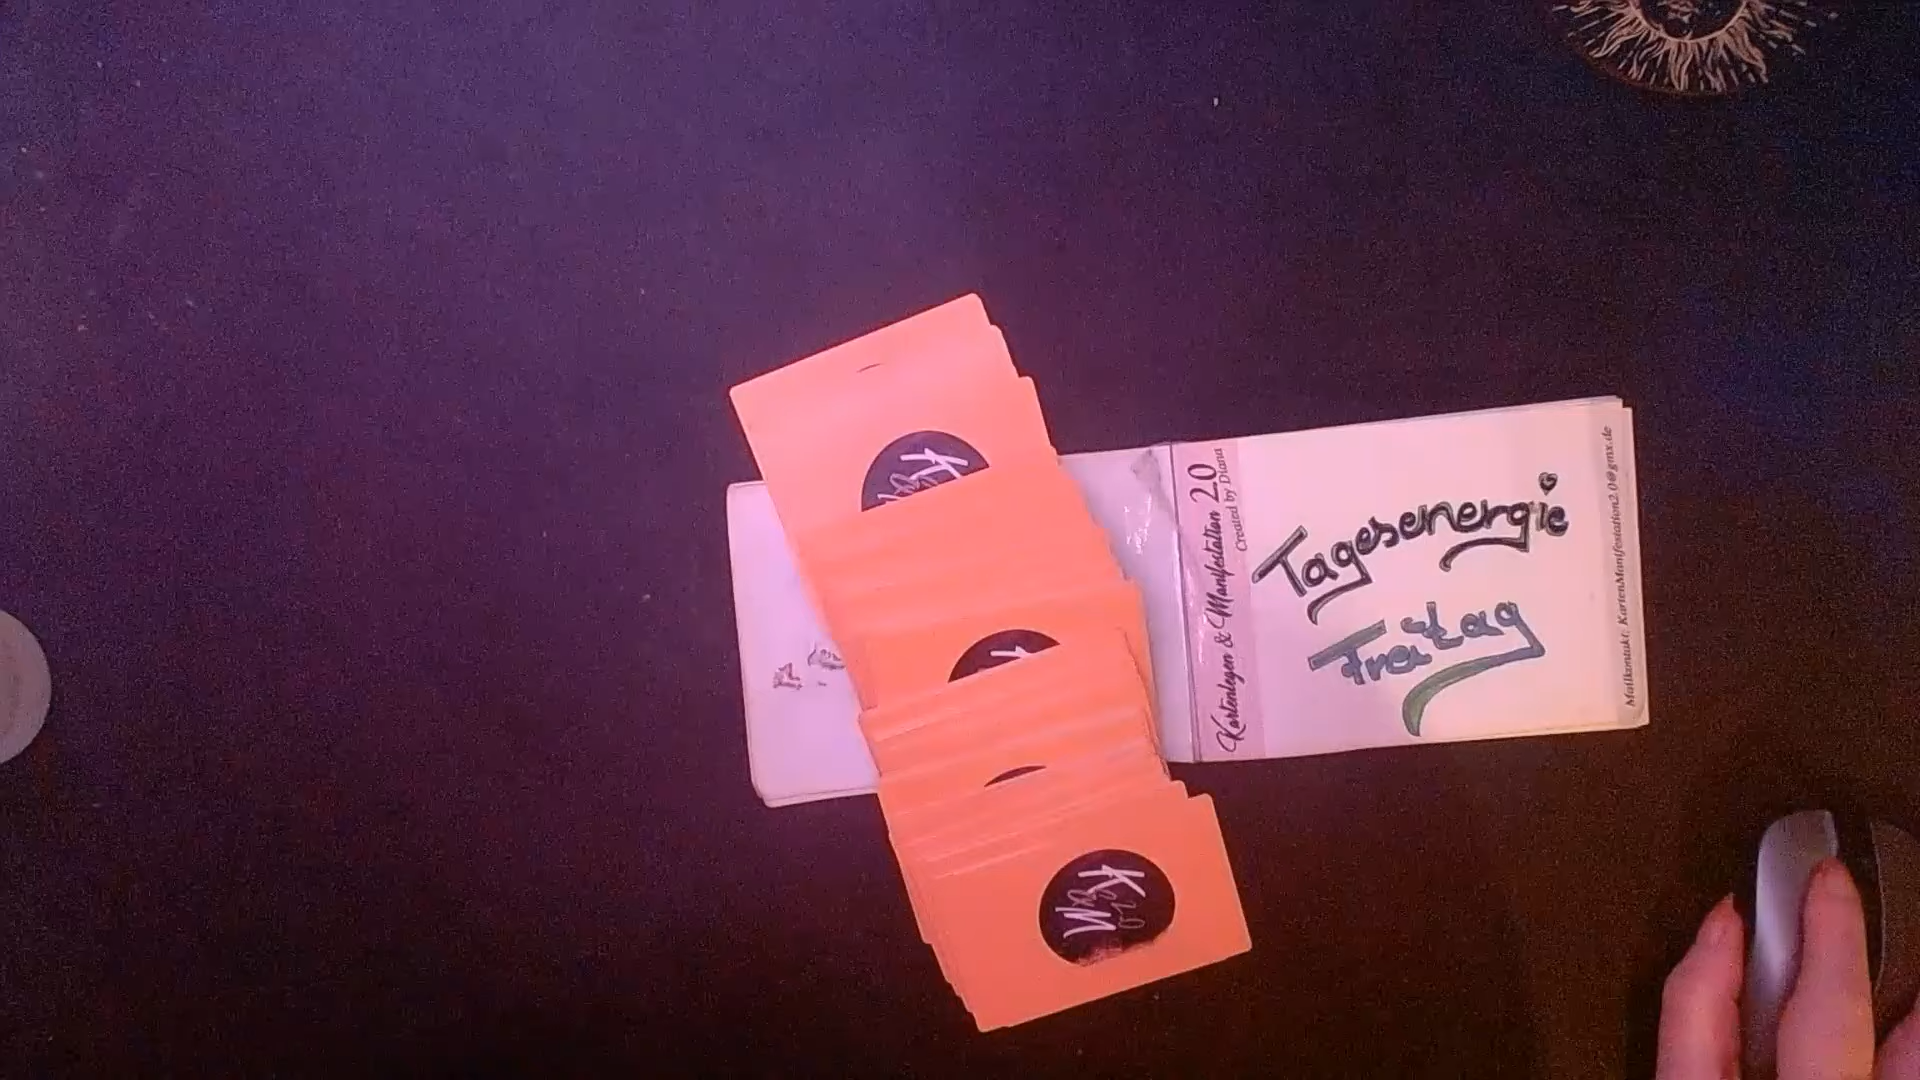 Kartenlegen & Manifestation 2.0
Created by Diana
Tagesenergie
Freitag
Mailkontakt: KartenManifestation2.0@gmx.de